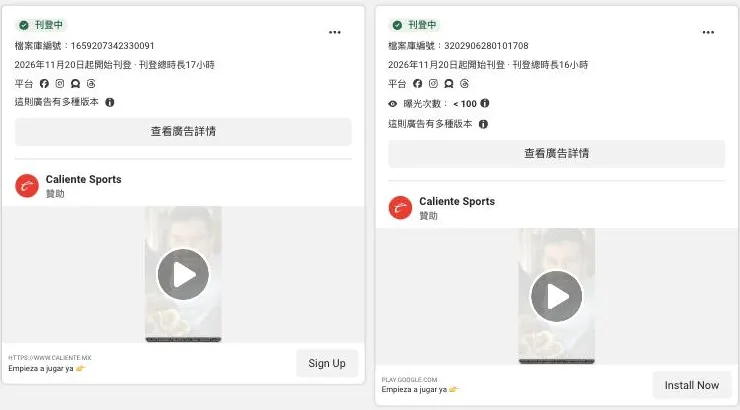 刊登中
檔案庫編號：1659207342330091
2026年11月20日起開始刊登 · 刊登總時長17小時
平台
這則廣告有多種版本
查看廣告詳情
Caliente Sports
贊助
HTTPS://WWW.CALIENTE.MX
Empieza a jugar ya 👉
Sign Up
刊登中
檔案庫編號：3202906280101708
2026年11月20日起開始刊登 · 刊登總時長16小時
平台
曝光次數：< 100
這則廣告有多種版本
查看廣告詳情
Caliente Sports
贊助
PLAY.GOOGLE.COM
Empieza a jugar ya 👉
Install Now